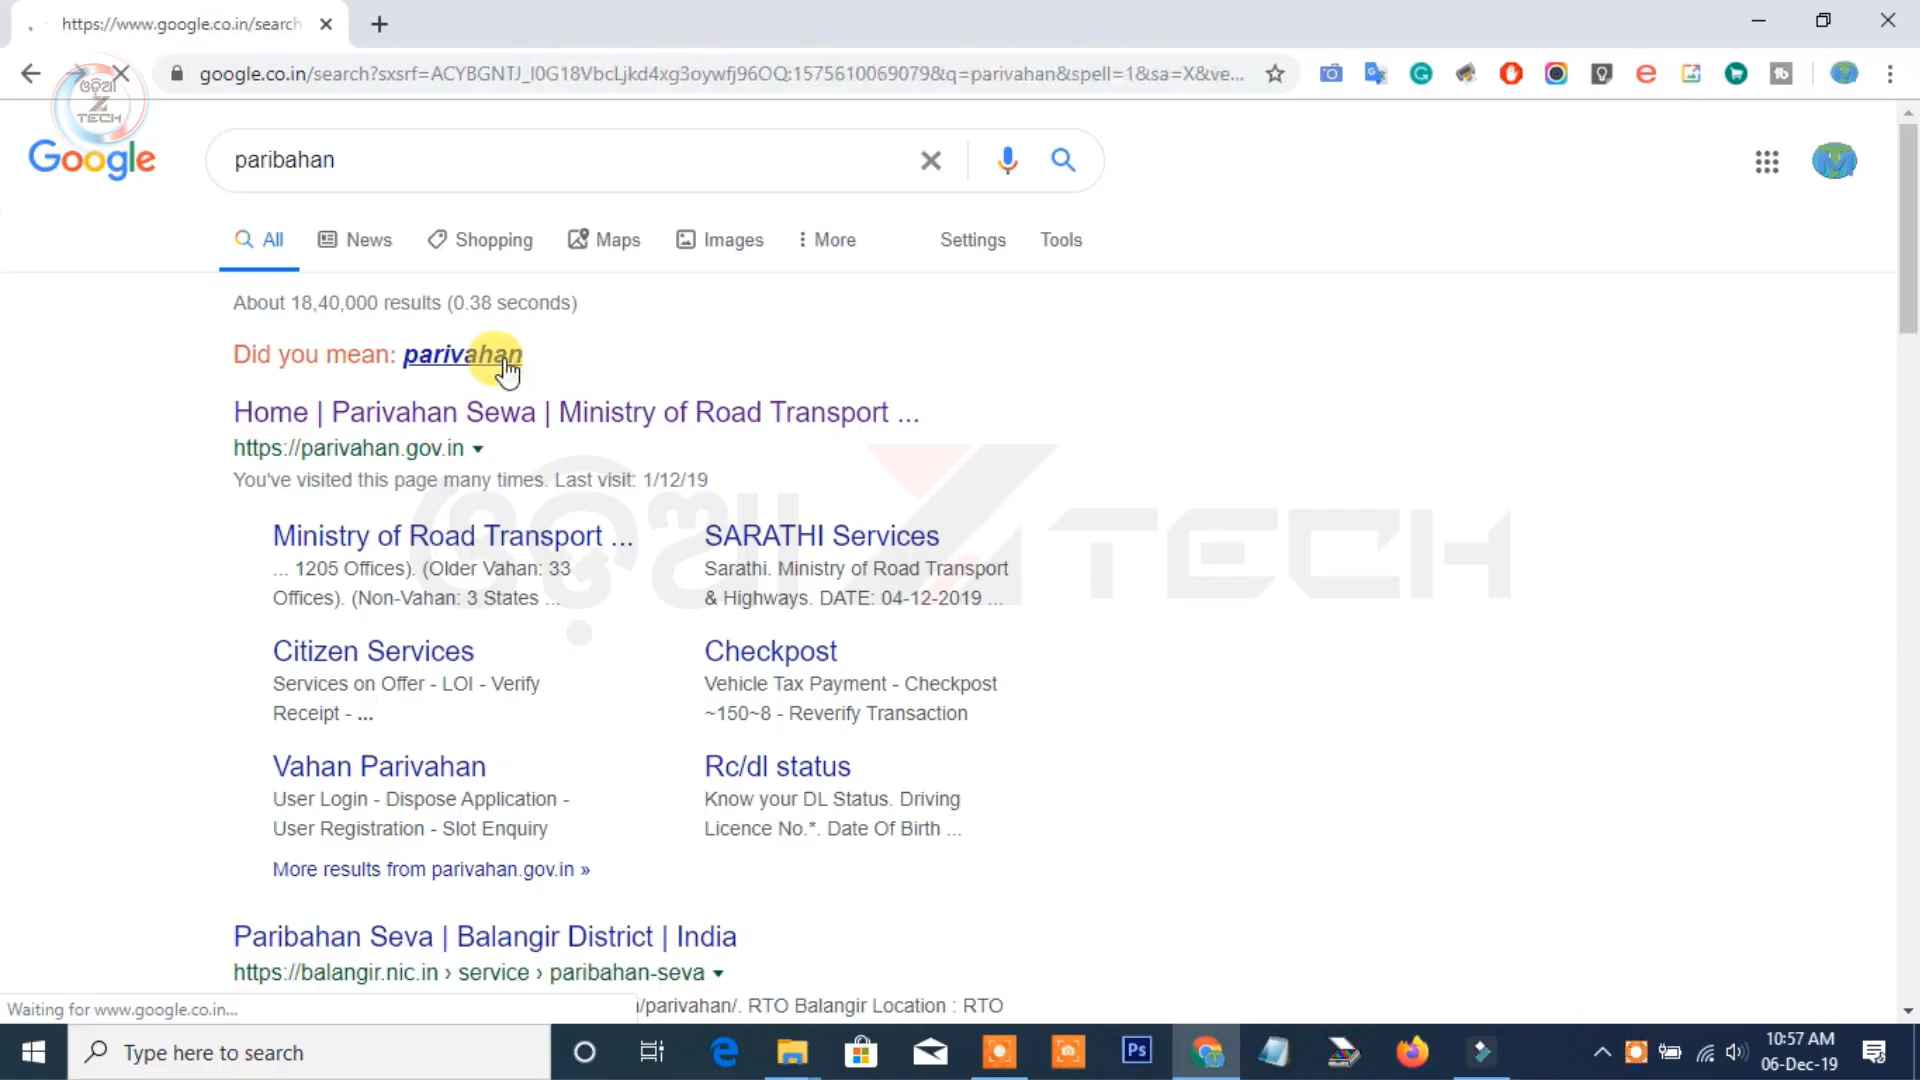 https://www.google.co.in/search
google.co.in/search?sxsrf=ACYBGNTJ_I0G18VbcLjkd4xg3oywfj96OQ:1575610069079&q=parivahan&spell=1&sa=X&ve...
ଓଡ଼ିଆ
Z
TECH
Google
paribahan
All News Shopping Maps Images More Settings Tools
About 18,40,000 results (0.38 seconds)
Did you mean: parivahan
Home | Parivahan Sewa | Ministry of Road Transport ...
https://parivahan.gov.in
You've visited this page many times. Last visit: 1/12/19
Ministry of Road Transport ...
... 1205 Offices). (Older Vahan: 33
Offices). (Non-Vahan: 3 States ...
SARATHI Services
Sarathi. Ministry of Road Transport
& Highways. DATE: 04-12-2019 ...
ଓଡ଼ିଆ Z TECH
Citizen Services
Services on Offer - LOI - Verify
Receipt - ...
Checkpost
Vehicle Tax Payment - Checkpost
~150~8 - Reverify Transaction
Vahan Parivahan
User Login - Dispose Application -
User Registration - Slot Enquiry
Rc/dl status
Know your DL Status. Driving
Licence No.*. Date Of Birth ...
More results from parivahan.gov.in »
Paribahan Seva | Balangir District | India
https://balangir.nic.in › service › paribahan-seva
/parivahan/. RTO Balangir Location : RTO
Waiting for www.google.co.in...
Type here to search
Ps
10:57 AM
06-Dec-19